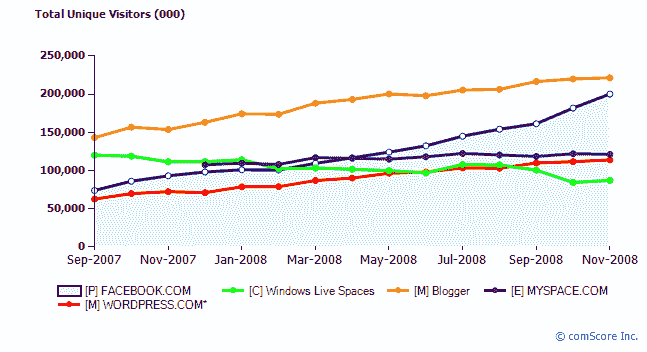 Total Unique Visitors (000)
250,000
200,000
150,000
100,000
50,000
0
Sep-2007 Nov-2007 Jan-2008 Mar-2008 May-2008 Jul-2008 Sep-2008 Nov-2008
[P] FACEBOOK.COM [C] Windows Live Spaces [M] Blogger [E] MYSPACE.COM
[M] WORDPRESS.COM*
© comScore Inc.